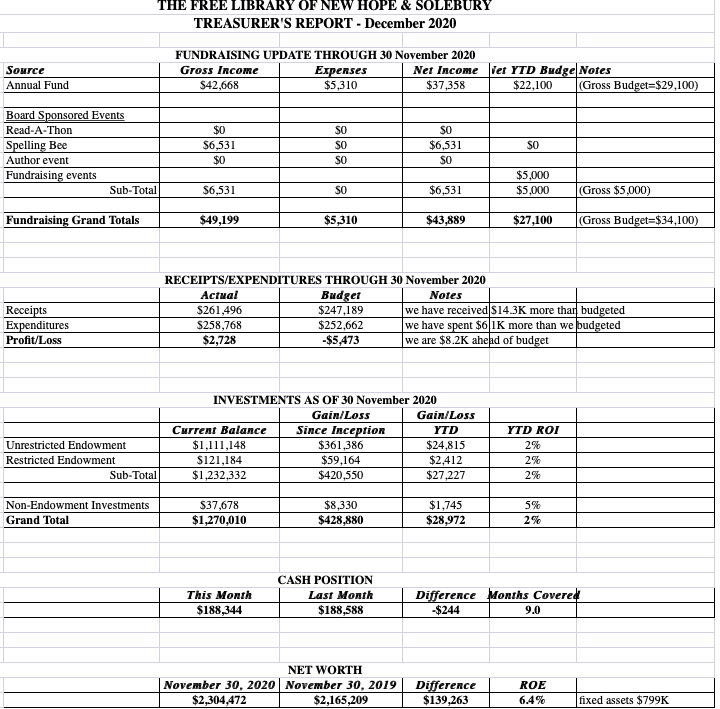 THE FREE LIBRARY OF NEW HOPE & SOLEBURY
TREASURER'S REPORT - December 2020
FUNDRAISING UPDATE THROUGH 30 November 2020
Source Gross Income Expenses Net Income et YTD Budge Notes
Annual Fund $42,668 $5,310 $37,358 $22,100 (Gross Budget=$29,100)
Board Sponsored Events
Read-A-Thon $0 $0 $0
Spelling Bee $6,531 $0 $6,531 $0
Author event $0 $0 $0
Fundraising events $5,000
Sub-Total $6,531 $0 $6,531 $5,000 (Gross $5,000)
Fundraising Grand Totals $49,199 $5,310 $43,889 $27,100 (Gross Budget=$34,100)
RECEIPTS/EXPENDITURES THROUGH 30 November 2020
Actual Budget Notes
Receipts $261,496 $247,189 we have received $14.3K more than budgeted
Expenditures $258,768 $252,662 we have spent $6.1K more than we budgeted
Profit/Loss $2,728 -$5,473 we are $8.2K ahead of budget
INVESTMENTS AS OF 30 November 2020
Gain/Loss Gain/Loss
Current Balance Since Inception YTD YTD ROI
Unrestricted Endowment $1,111,148 $361,386 $24,815 2%
Restricted Endowment $121,184 $59,164 $2,412 2%
Sub-Total $1,232,332 $420,550 $27,227 2%
Non-Endowment Investments $37,678 $8,330 $1,745 5%
Grand Total $1,270,010 $428,880 $28,972 2%
CASH POSITION
This Month Last Month Difference Months Covered
$188,344 $188,588 -$244 9.0
NET WORTH
November 30, 2020 November 30, 2019 Difference ROE
$2,304,472 $2,165,209 $139,263 6.4% fixed assets $799K